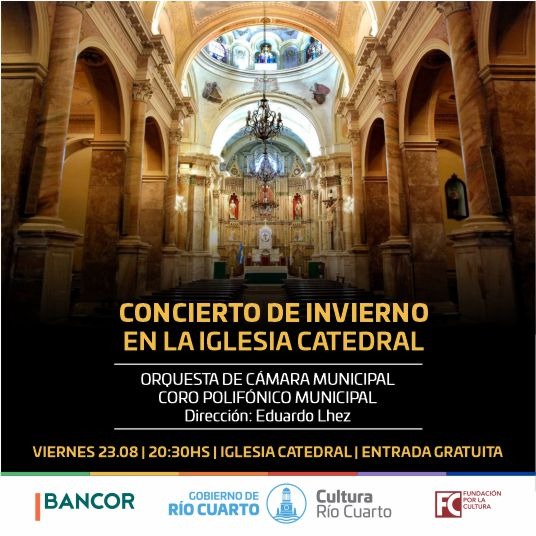 CONCIERTO DE INVIERNO
EN LA IGLESIA CATEDRAL
ORQUESTA DE CÁMARA MUNICIPAL
CORO POLIFÓNICO MUNICIPAL
Dirección: Eduardo Lhez
VIERNES 23.08 | 20:30HS | IGLESIA CATEDRAL | ENTRADA GRATUITA
BANCOR
GOBIERNO DE
RÍO CUARTO
Cultura
Río Cuarto
FC
FUNDACIÓN
POR LA
CULTURA